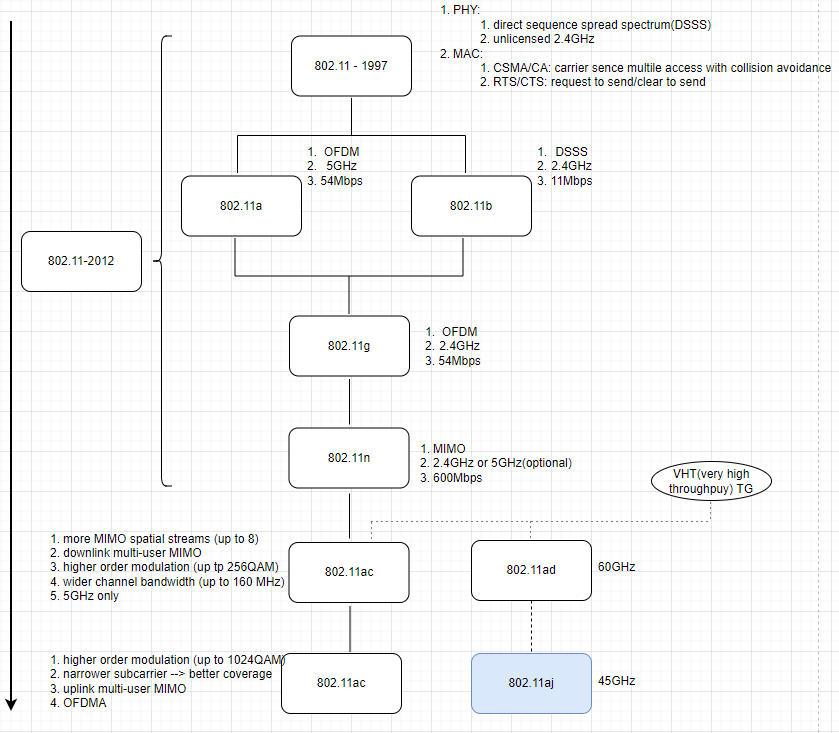 1. PHY:
1. direct sequence spread spectrum(DSSS)
2. unlicensed 2.4GHz
2. MAC:
1. CSMA/CA: carrier sence multile access with collision avoidance
2. RTS/CTS: request to send/clear to send
802.11 - 1997
1. OFDM
2. 5GHz
3. 54Mbps
1. DSSS
2. 2.4GHz
3. 11Mbps
802.11a
802.11b
802.11-2012
802.11g
1. OFDM
2. 2.4GHz
3. 54Mbps
802.11n
1. MIMO
2. 2.4GHz or 5GHz(optional)
3. 600Mbps
VHT(very high
throughpuy) TG
1. more MIMO spatial streams (up to 8)
2. downlink multi-user MIMO
3. higher order modulation (up tp 256QAM)
4. wider channel bandwidth (up to 160 MHz)
5. 5GHz only
802.11ac
802.11ad
60GHz
1. higher order modulation (up to 1024QAM)
2. narrower subcarrier --> better coverage
3. uplink multi-user MIMO
4. OFDMA
802.11ac
802.11aj
45GHz